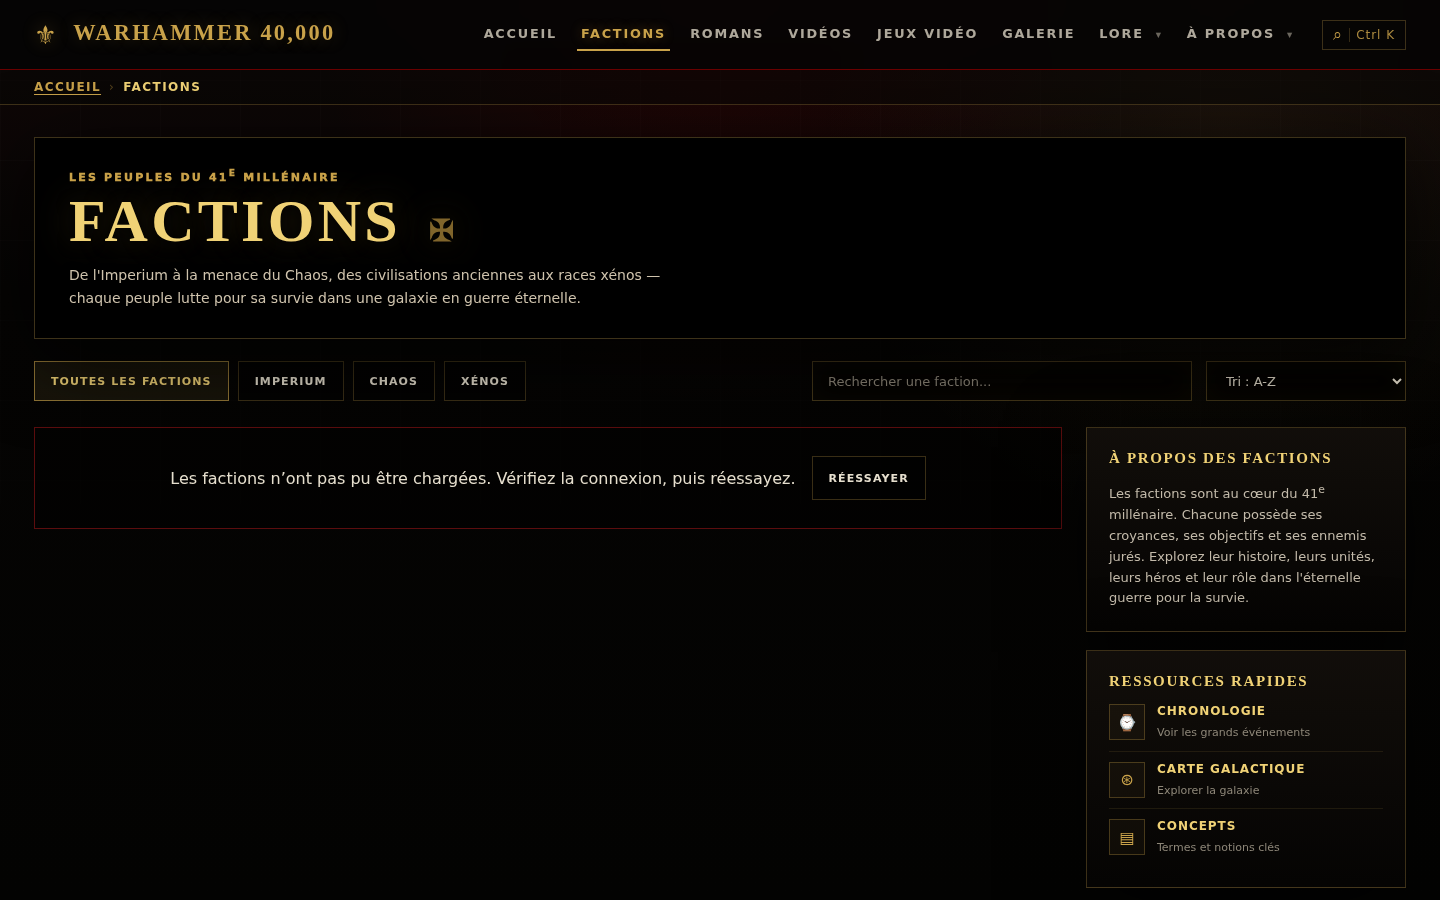 WARHAMMER 40,000
ACCUEIL FACTIONS ROMANS VIDÉOS JEUX VIDÉO GALERIE LORE ▾ À PROPOS ▾ Ctrl K
ACCUEIL › FACTIONS
LES PEUPLES DU 41E MILLÉNAIRE
FACTIONS
De l'Imperium à la menace du Chaos, des civilisations anciennes aux races xénos —
chaque peuple lutte pour sa survie dans une galaxie en guerre éternelle.
TOUTES LES FACTIONS IMPERIUM CHAOS XÉNOS Rechercher une faction... Tri : A-Z
Les factions n’ont pas pu être chargées. Vérifiez la connexion, puis réessayez. RÉESSAYER
À PROPOS DES FACTIONS
Les factions sont au cœur du 41e
millénaire. Chacune possède ses
croyances, ses objectifs et ses ennemis
jurés. Explorez leur histoire, leurs unités,
leurs héros et leur rôle dans l'éternelle
guerre pour la survie.
RESSOURCES RAPIDES
CHRONOLOGIE
Voir les grands événements
CARTE GALACTIQUE
Explorer la galaxie
CONCEPTS
Termes et notions clés